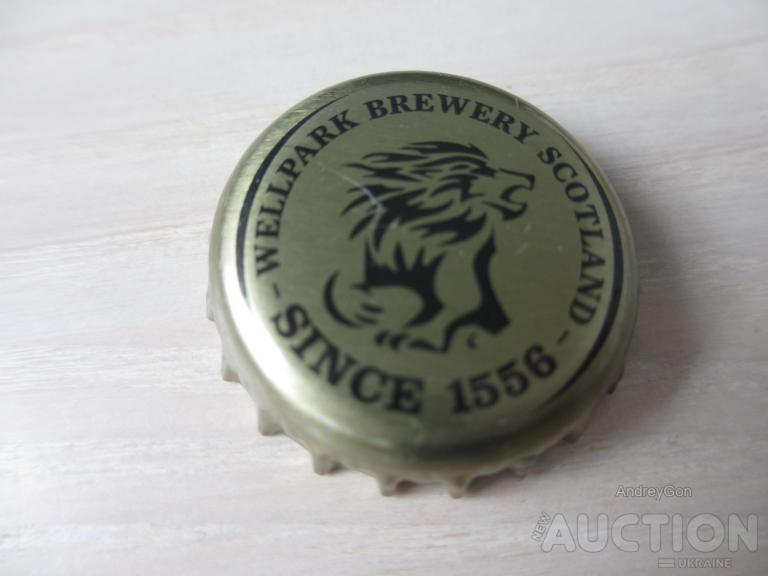 - WELLPARK BREWERY SCOTLAND -
SINCE 1556
AndreyGon
NEW AUCTION
UKRAINE